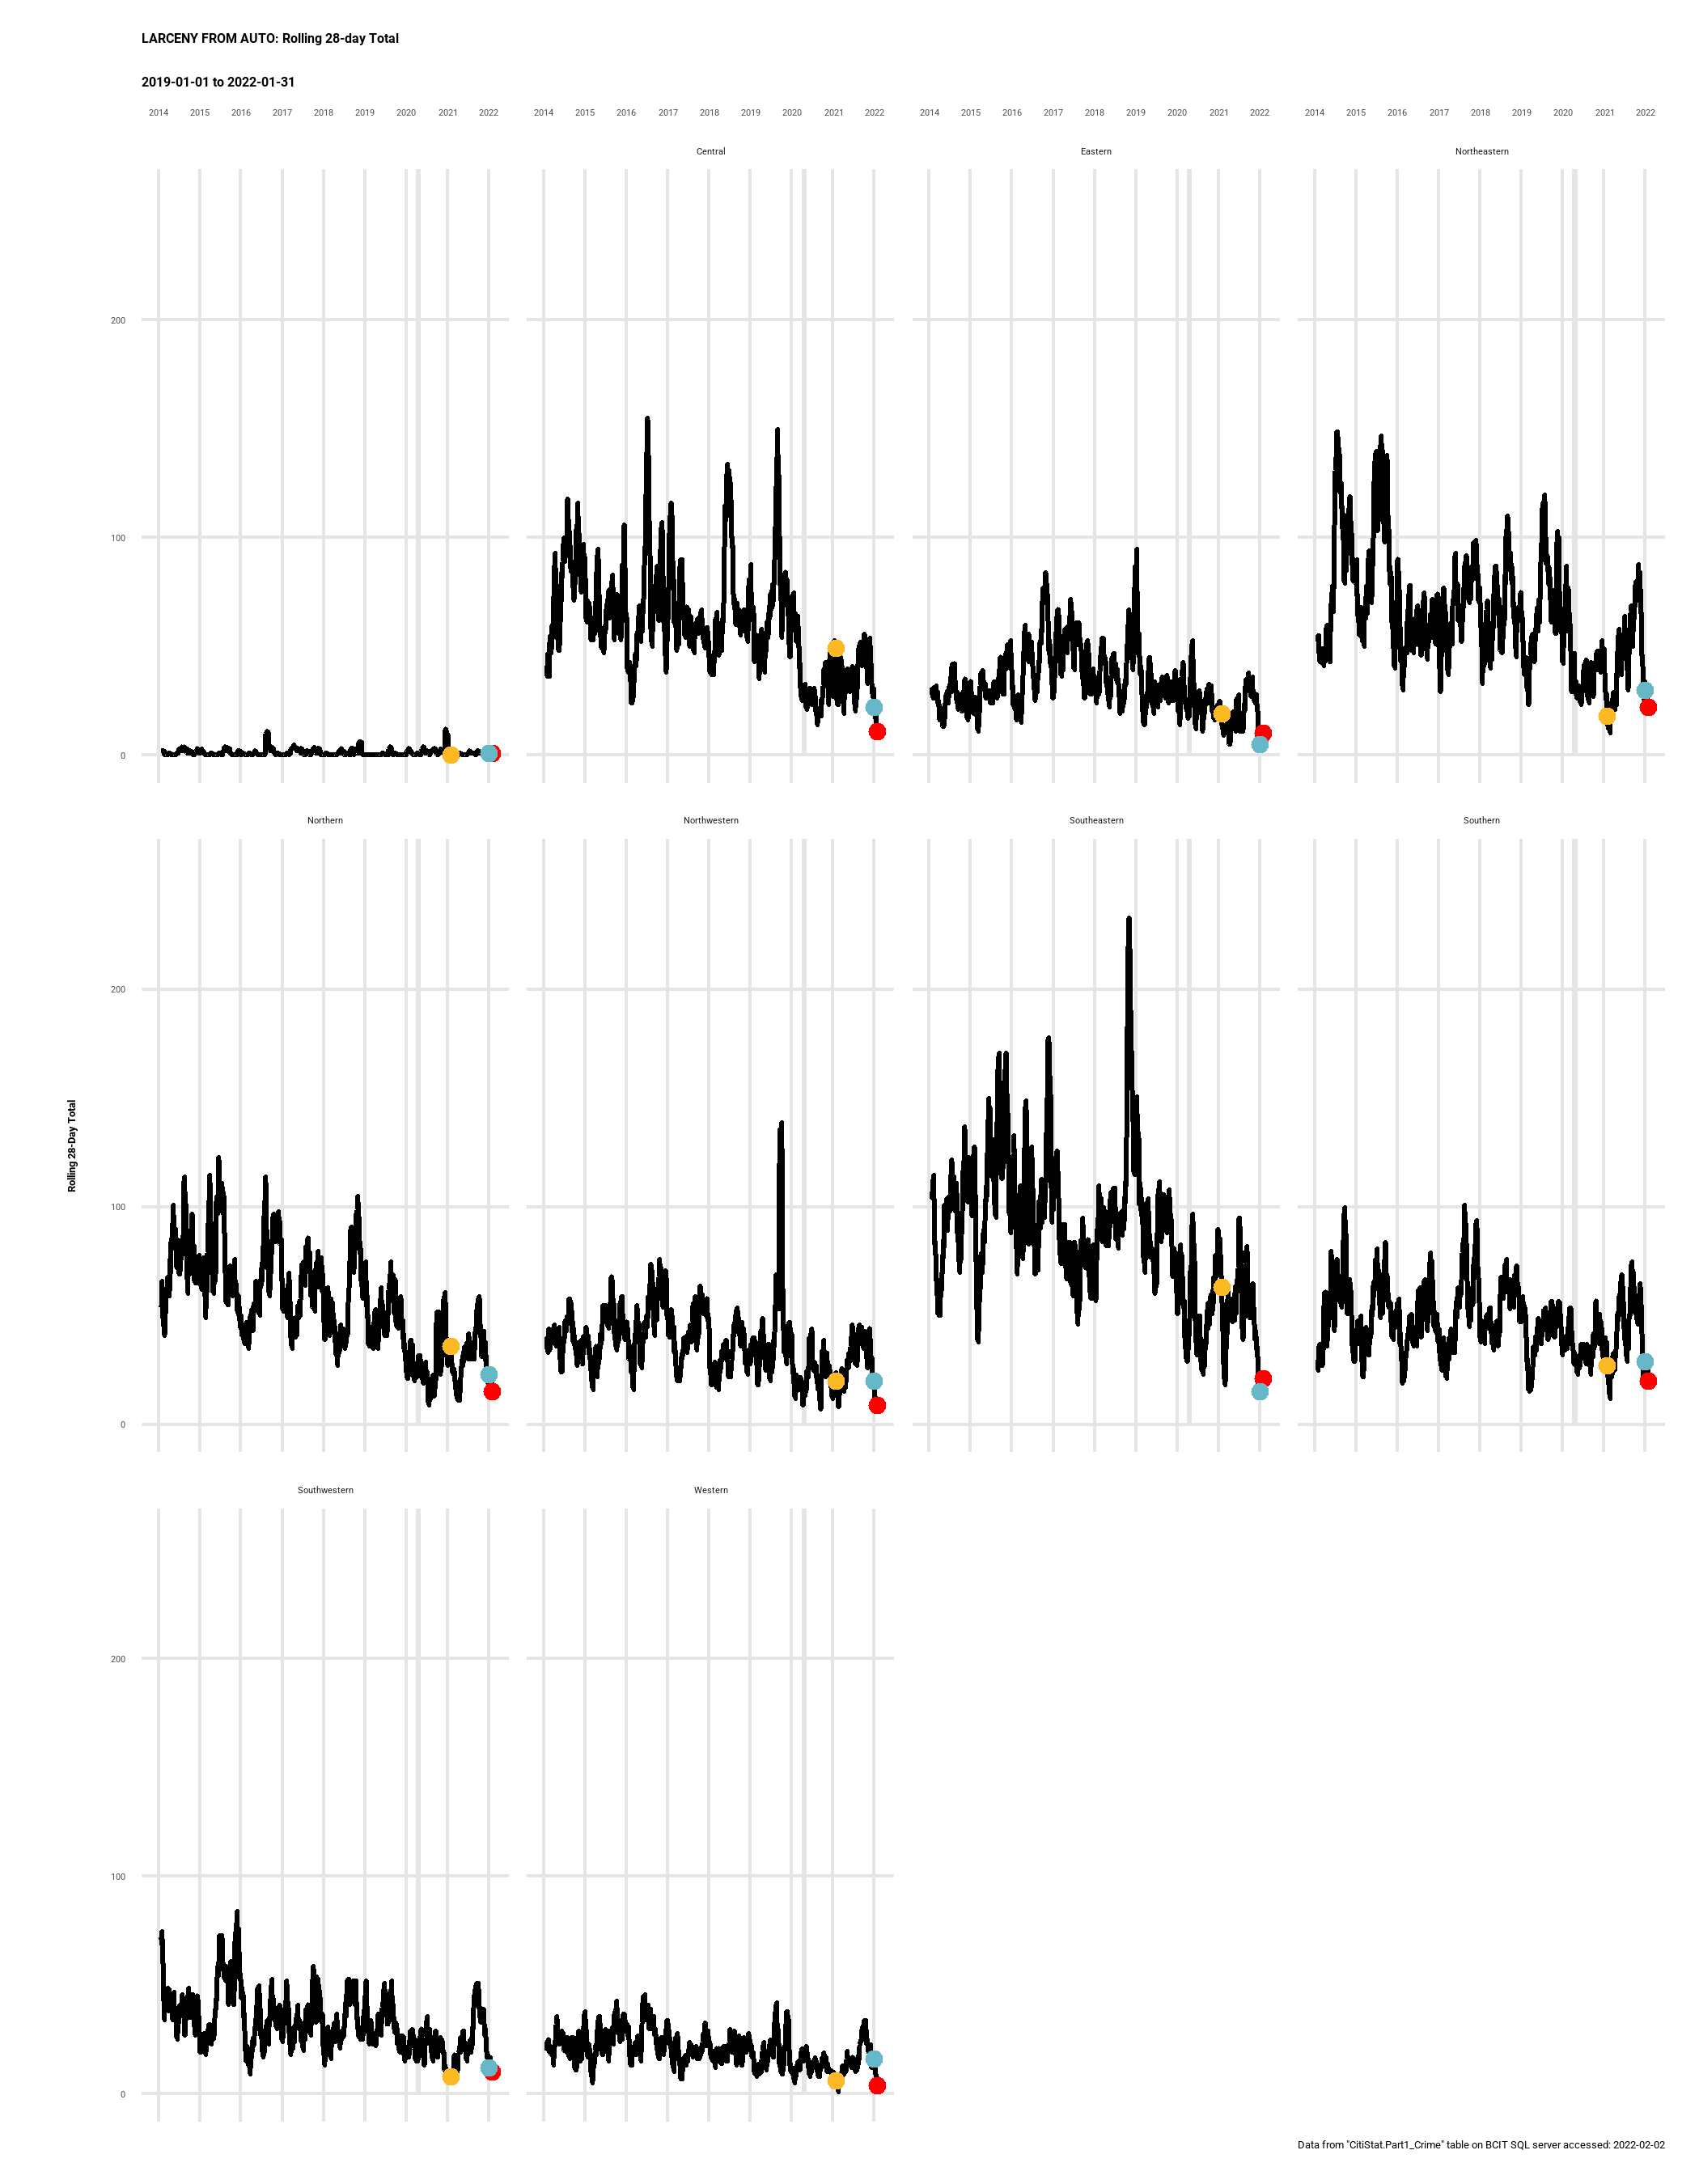 LARCENY FROM AUTO: Rolling 28-day Total
2019-01-01 to 2022-01-31
2014 2015 2016 2017 2018 2019 2020 2021 2022 2014 2015 2016 2017 2018 2019 2020 2021 2022 2014 2015 2016 2017 2018 2019 2020 2021 2022 2014 2015 2016 2017 2018 2019 2020 2021 2022
Central Eastern Northeastern
200
100
0
Northern Northwestern Southeastern Southern
200
Rolling 28-Day Total
100
0
Southwestern Western
200
100
0
Data from "CitiStat.Part1_Crime" table on BCIT SQL server accessed: 2022-02-02